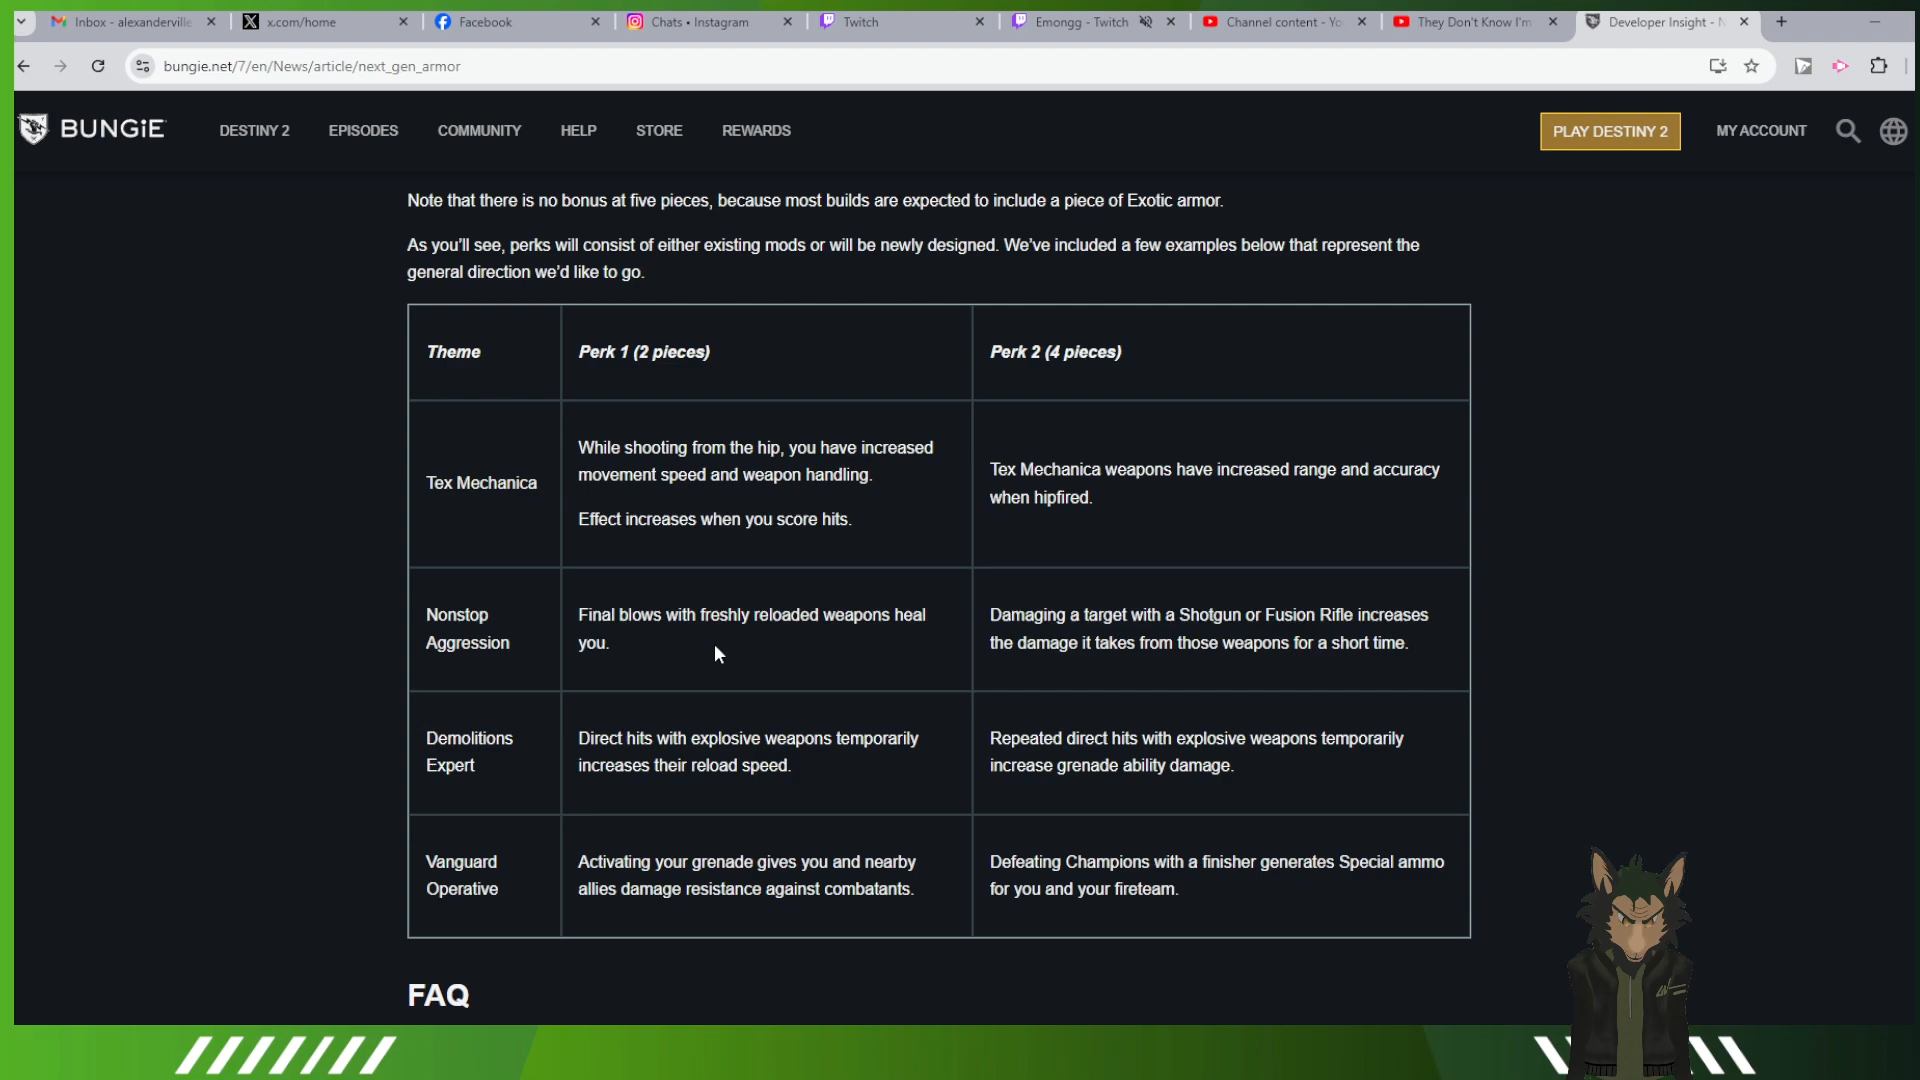 Inbox - alexanderville
x.com/home
Facebook
Chats • Instagram
Twitch
Emongg - Twitch
Channel content - Yo
They Don't Know I'm
Developer Insight - N
bungie.net/7/en/News/article/next_gen_armor
BUNGiE
DESTINY 2
EPISODES
COMMUNITY
HELP
STORE
REWARDS
PLAY DESTINY 2
MY ACCOUNT
Note that there is no bonus at five pieces, because most builds are expected to include a piece of Exotic armor.
As you’ll see, perks will consist of either existing mods or will be newly designed. We’ve included a few examples below that represent the
general direction we’d like to go.
Theme
Perk 1 (2 pieces)
Perk 2 (4 pieces)
Tex Mechanica
While shooting from the hip, you have increased
movement speed and weapon handling.
Effect increases when you score hits.
Tex Mechanica weapons have increased range and accuracy
when hipfired.
Nonstop
Aggression
Final blows with freshly reloaded weapons heal
you.
Damaging a target with a Shotgun or Fusion Rifle increases
the damage it takes from those weapons for a short time.
Demolitions
Expert
Direct hits with explosive weapons temporarily
increases their reload speed.
Repeated direct hits with explosive weapons temporarily
increase grenade ability damage.
Vanguard
Operative
Activating your grenade gives you and nearby
allies damage resistance against combatants.
Defeating Champions with a finisher generates Special ammo
for you and your fireteam.
FAQ